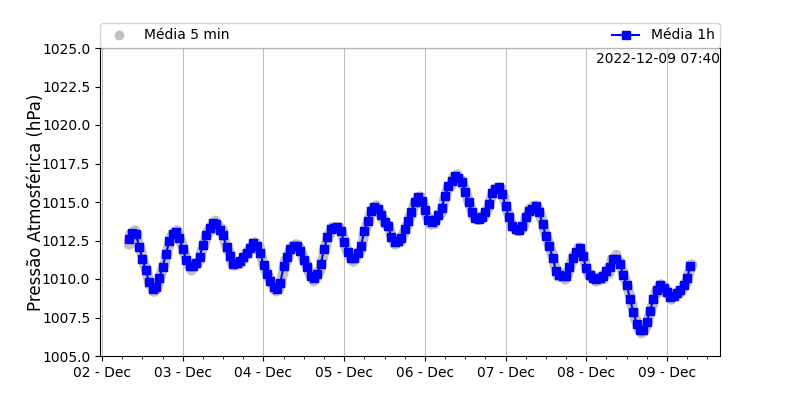 Média 5 min
Média 1h
2022-12-09 07:40
Pressão Atmosférica (hPa)
1025.0
1022.5
1020.0
1017.5
1015.0
1012.5
1010.0
1007.5
1005.0
02 - Dec
03 - Dec
04 - Dec
05 - Dec
06 - Dec
07 - Dec
08 - Dec
09 - Dec